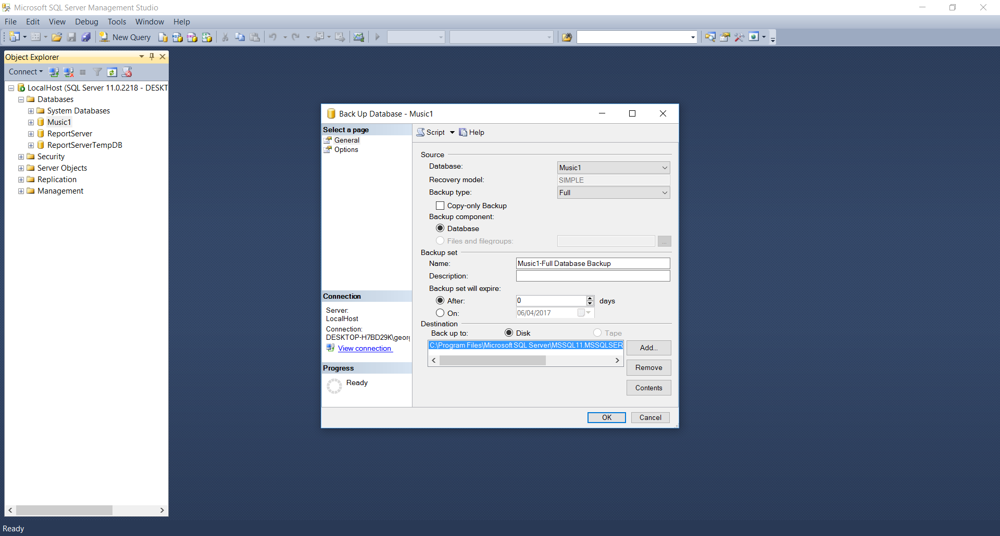 Microsoft SQL Server Management Studio
File Edit View Debug Tools Window Help
New Query
Object Explorer
Connect
LocalHost (SQL Server 11.0.2218 - DESKT
Databases
System Databases
Music1
ReportServer
ReportServerTempDB
Security
Server Objects
Replication
Management
Back Up Database - Music1
Select a page
General
Options
Connection
Server:
LocalHost
Connection:
DESKTOP-H7BD29K\geor
View connection
Progress
Ready
Script Help
Source
Database: Music1
Recovery model: SIMPLE
Backup type: Full
Copy-only Backup
Backup component:
Database
Files and filegroups: ...
Backup set
Name: Music1-Full Database Backup
Description:
Backup set will expire:
After: 0 days
On: 06/04/2017
Destination
Back up to: Disk Tape
C:\Program Files\Microsoft SQL Server\MSSQL11.MSSQLSER
Add...
Remove
Contents
OK Cancel
Ready